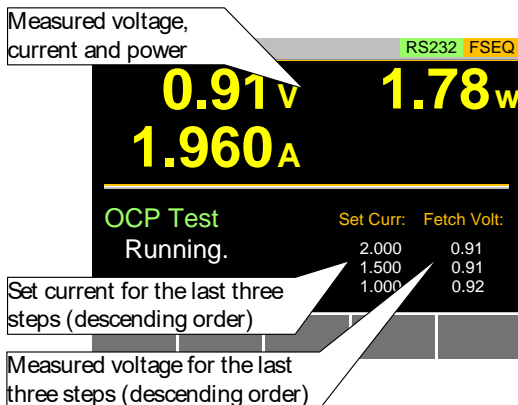 Measured voltage,
current and power
RS232 FSEQ
0.91V 1.78W
1.960A
OCP Test Set Curr: Fetch Volt:
Running.
2.000 0.91
1.500 0.91
1.000 0.92
Set current for the last three
steps (descending order)
Measured voltage for the last
three steps (descending order)